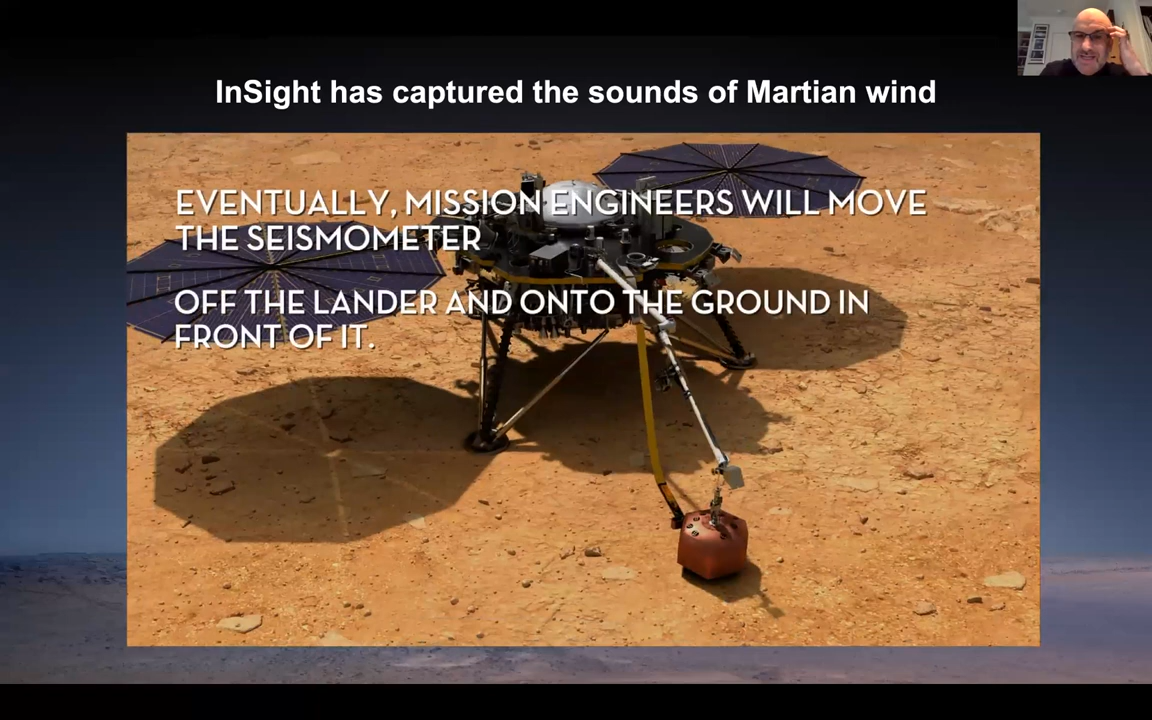 InSight has captured the sounds of Martian wind
EVENTUALLY, MISSION ENGINEERS WILL MOVE
THE SEISMOMETER
OFF THE LANDER AND ONTO THE GROUND IN
FRONT OF IT.